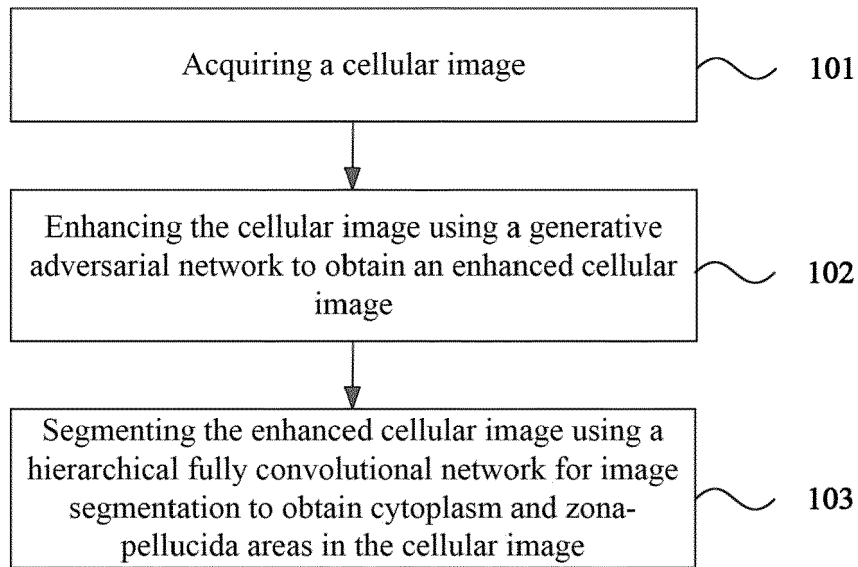 Acquiring a cellular image
101
Enhancing the cellular image using a generative
adversarial network to obtain an enhanced cellular
image
102
Segmenting the enhanced cellular image using a
hierarchical fully convolutional network for image
segmentation to obtain cytoplasm and zona-
pellucida areas in the cellular image
103